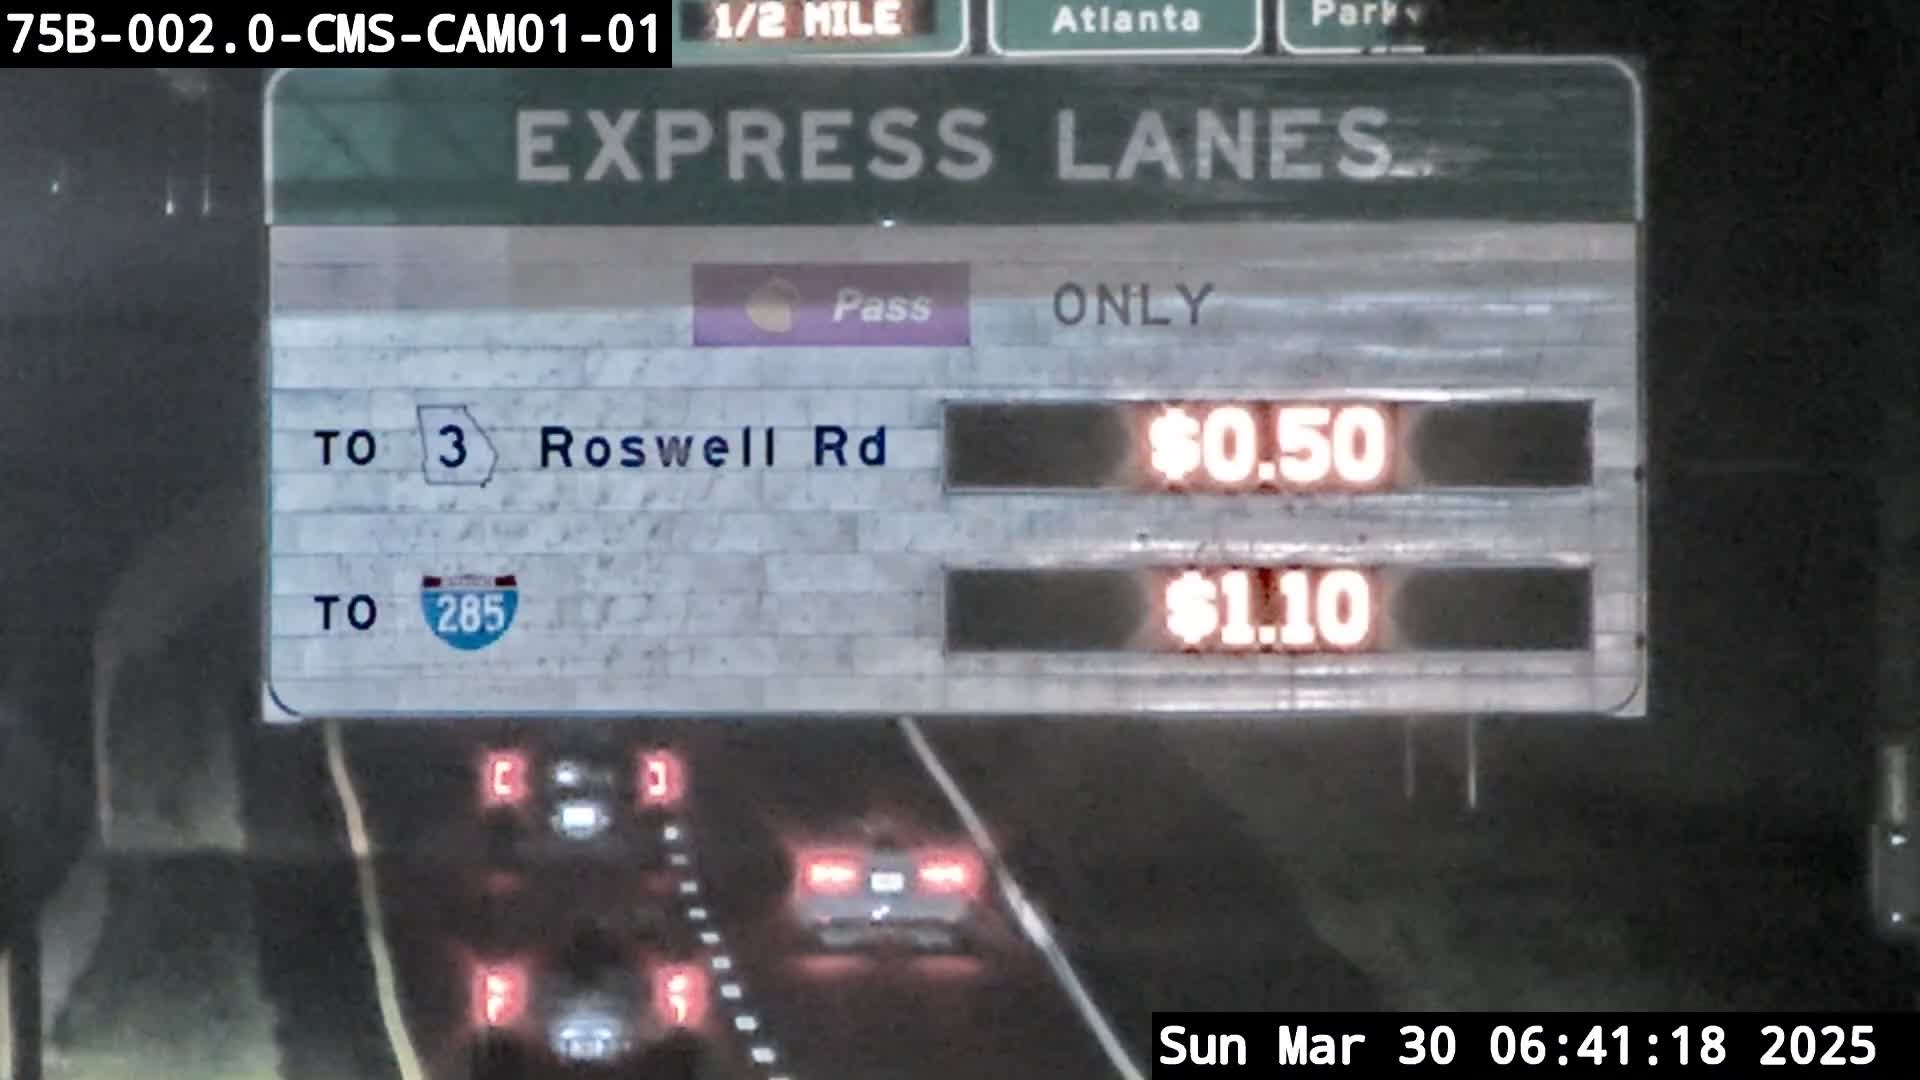 75B-002.0-CMS-CAM01-01
1/2 MILE
Atlanta
EXPRESS LANES
Pass ONLY
TO 3 Roswell Rd $0.50
TO 285 $1.10
Sun Mar 30 06:41:18 2025